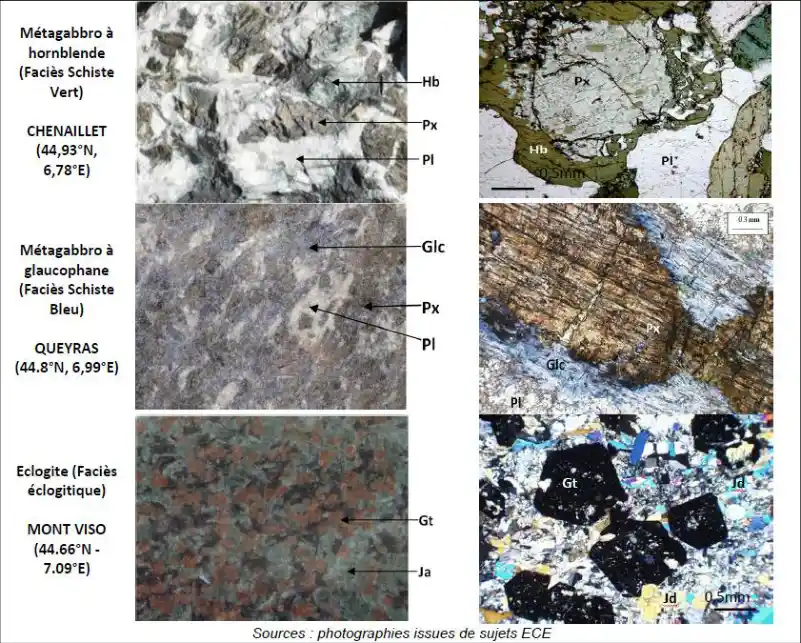 Métagabbro à
hornblende
(Faciès Schiste
Vert)
CHENAILLET
(44,93°N,
6,78°E)
Hb
Px
Pl
Px
Hb
Pl
0,5mm
Métagabbro à
glaucophane
(Faciès Schiste
Bleu)
QUEYRAS
(44.8°N, 6,99°E)
Glc
Px
Pl
0.3 mm
Px
Glc
Pl
Eclogite (Faciès
éclogitique)
MONT VISO
(44.66°N -
7.09°E)
Gt
Ja
Gt
Jd
Jd
0,5mm
Sources : photographies issues de sujets ECE